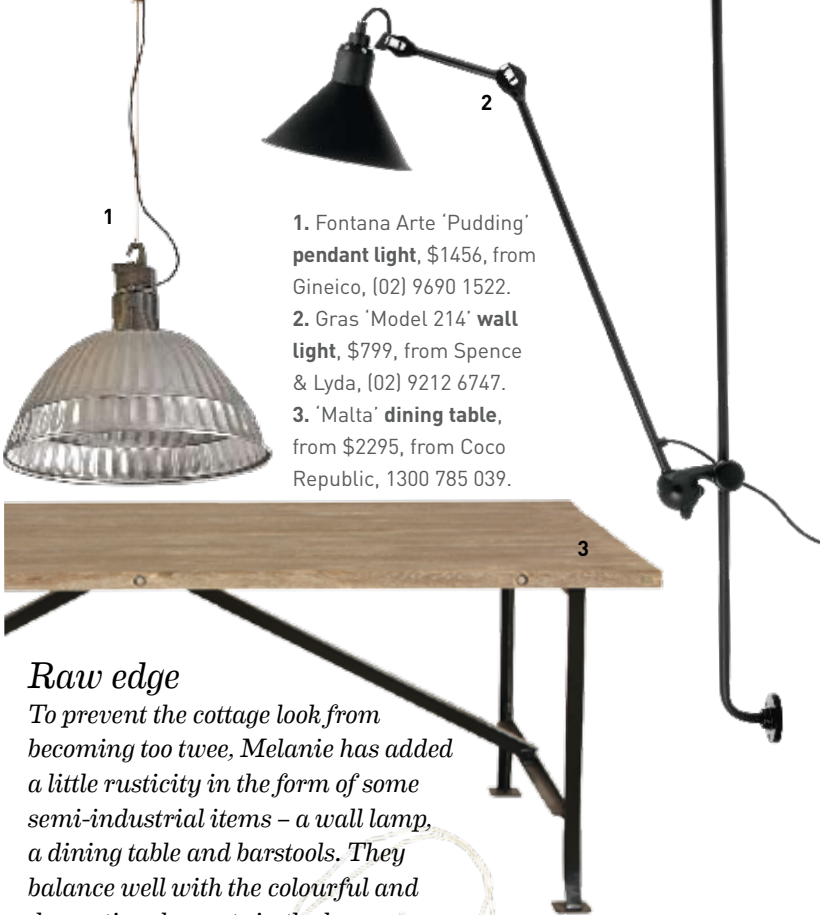 1
2
1. Fontana Arte ‘Pudding’
pendant light, $1456, from
Gineico, (02) 9690 1522.
2. Gras ‘Model 214’ wall
light, $799, from Spence
& Lyda, (02) 9212 6747.
3. ‘Malta’ dining table,
from $2295, from Coco
Republic, 1300 785 039.
3
Raw edge
To prevent the cottage look from
becoming too twee, Melanie has added
a little rusticity in the form of some
semi-industrial items – a wall lamp,
a dining table and barstools. They
balance well with the colourful and